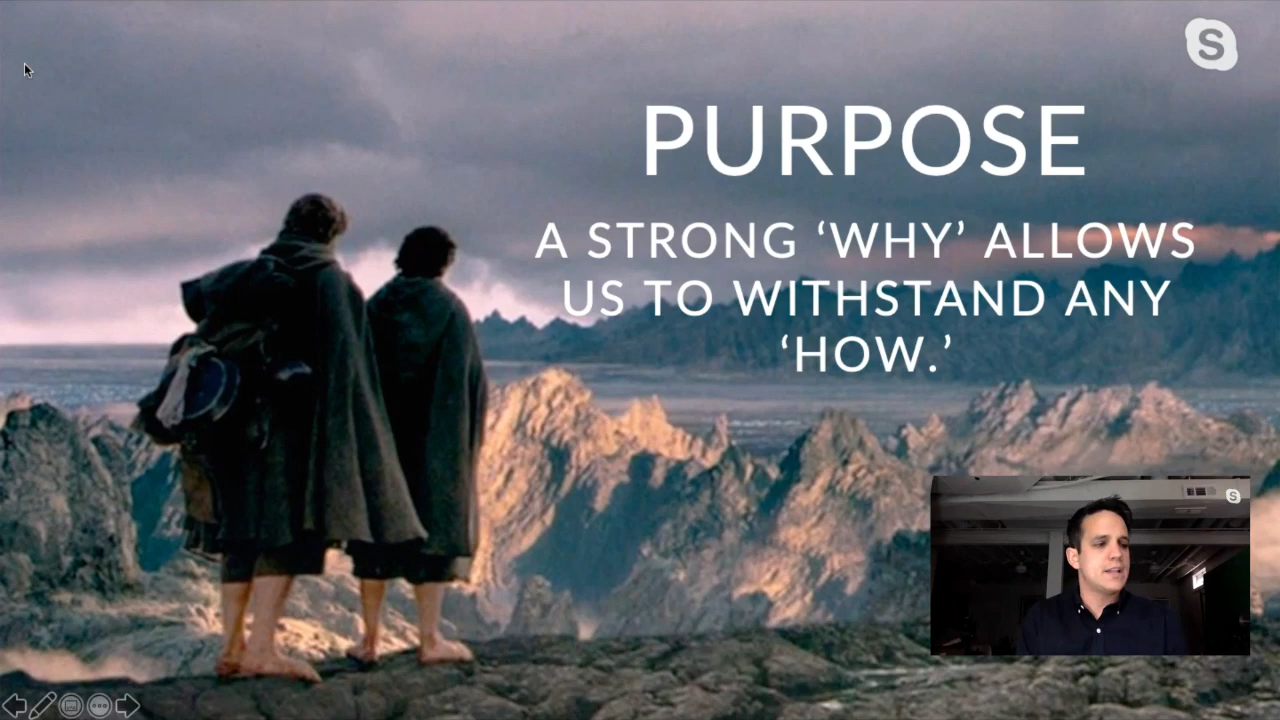 S
PURPOSE
A STRONG ‘WHY’ ALLOWS
US TO WITHSTAND ANY
‘HOW.’
S